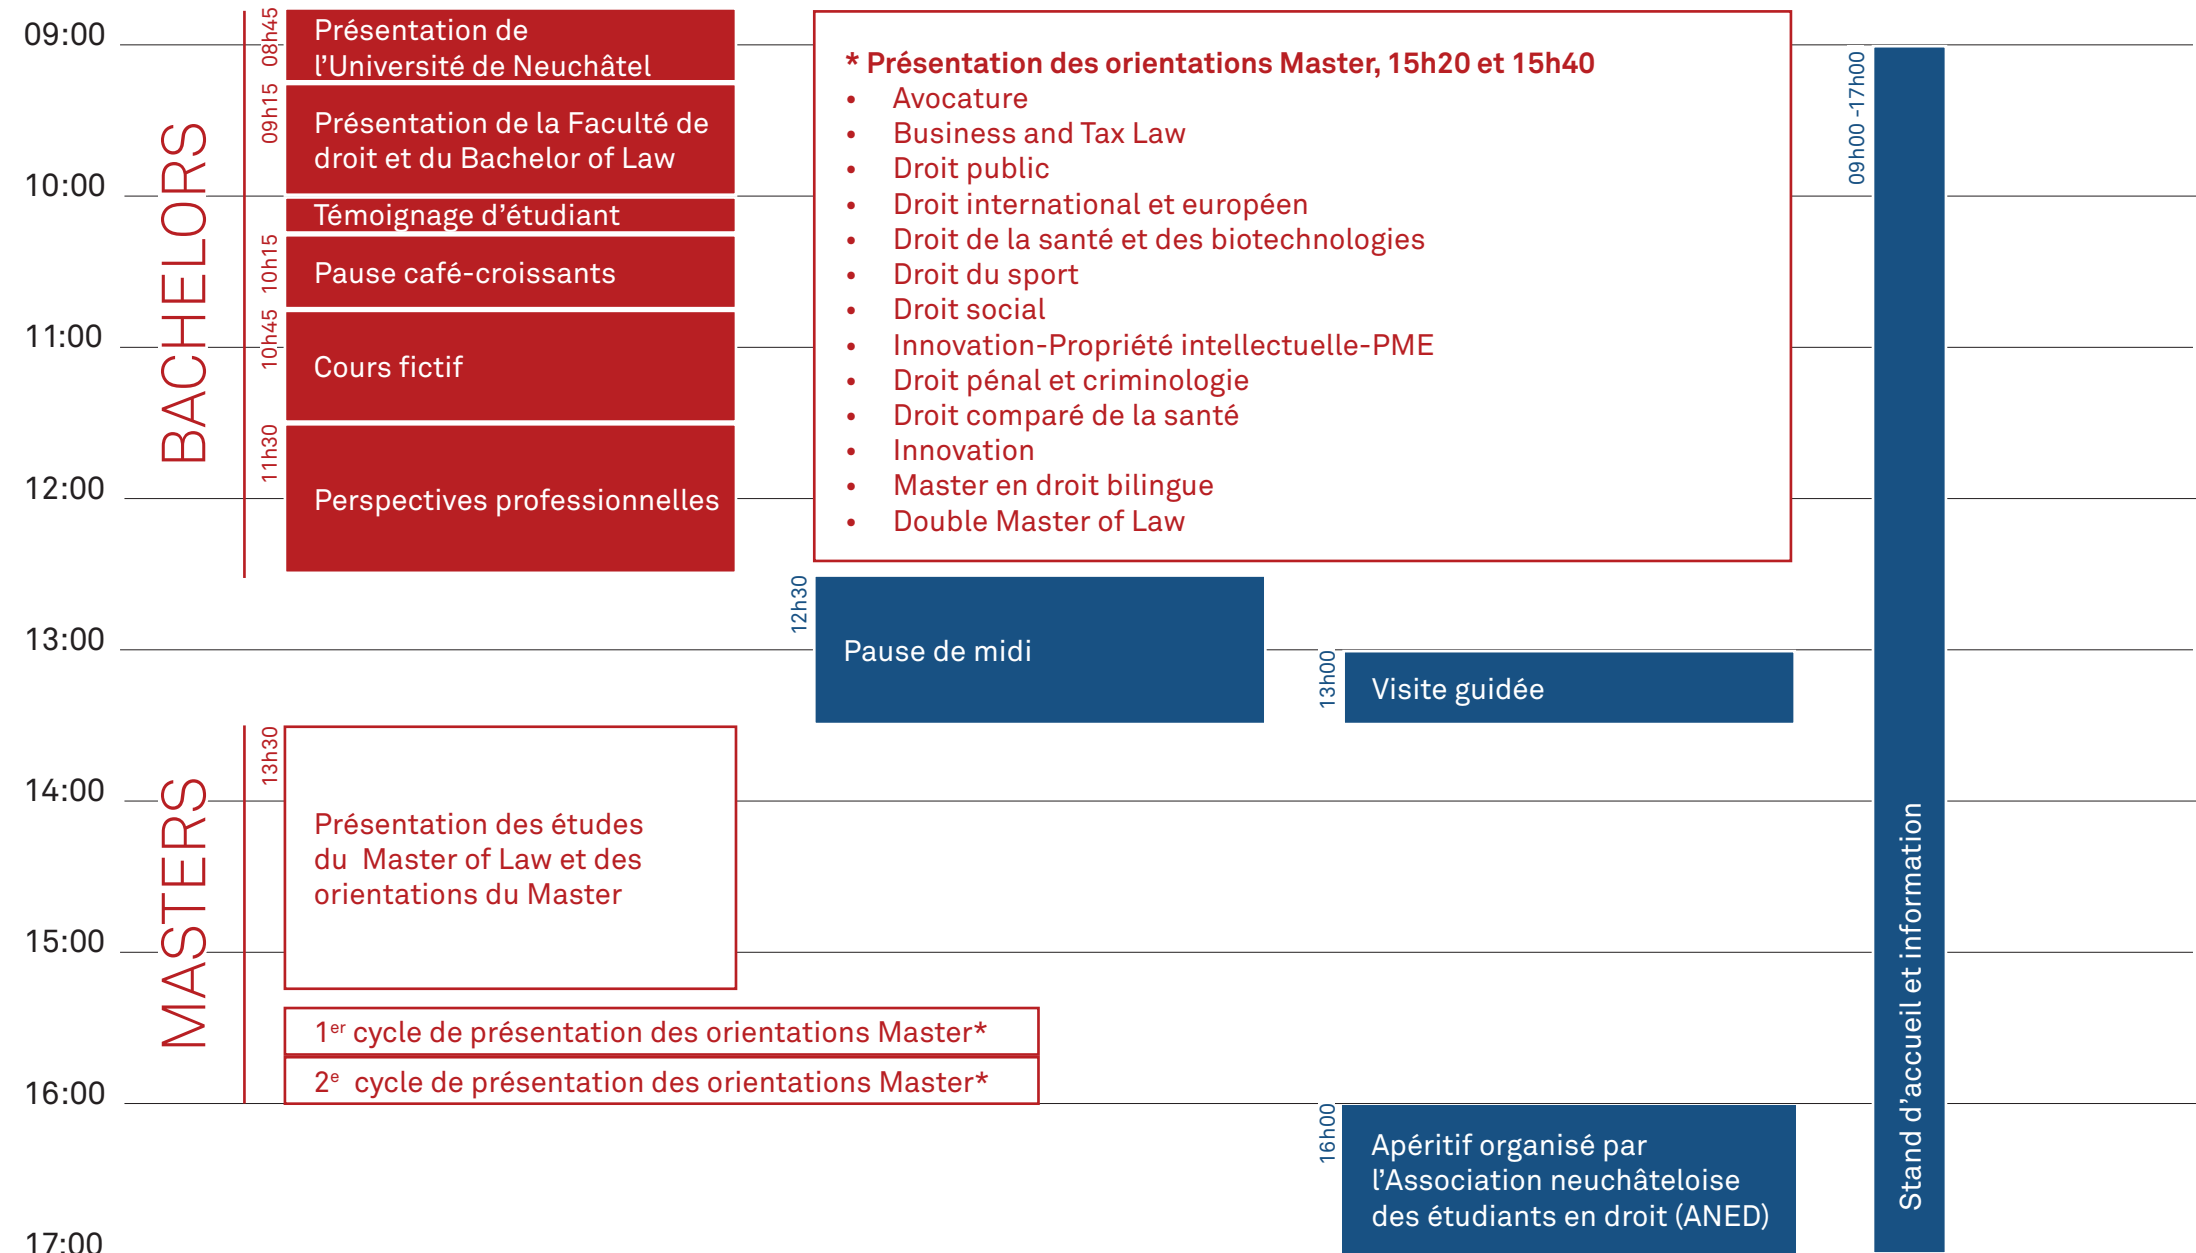 09:00
10:00
11:00
12:00
13:00
14:00
15:00
16:00
17:00
BACHELORS
08h45
Présentation de
l'Université de Neuchâtel
09h15
Présentation de la Faculté de
droit et du Bachelor of Law
Témoignage d'étudiant
10h15
Pause café-croissants
10h45
Cours fictif
11h30
Perspectives professionnelles
* Présentation des orientations Master, 15h20 et 15h40
• Avocature
• Business and Tax Law
• Droit public
• Droit international et européen
• Droit de la santé et des biotechnologies
• Droit du sport
• Droit social
• Innovation-Propriété intellectuelle-PME
• Droit pénal et criminologie
• Droit comparé de la santé
• Innovation
• Master en droit bilingue
• Double Master of Law
12h30
Pause de midi
13h00
Visite guidée
MASTERS
13h30
Présentation des études
du Master of Law et des
orientations du Master
1er cycle de présentation des orientations Master*
2e cycle de présentation des orientations Master*
16h00
Apéritif organisé par
l'Association neuchâteloise
des étudiants en droit (ANED)
09h00 -17h00
Stand d'accueil et information